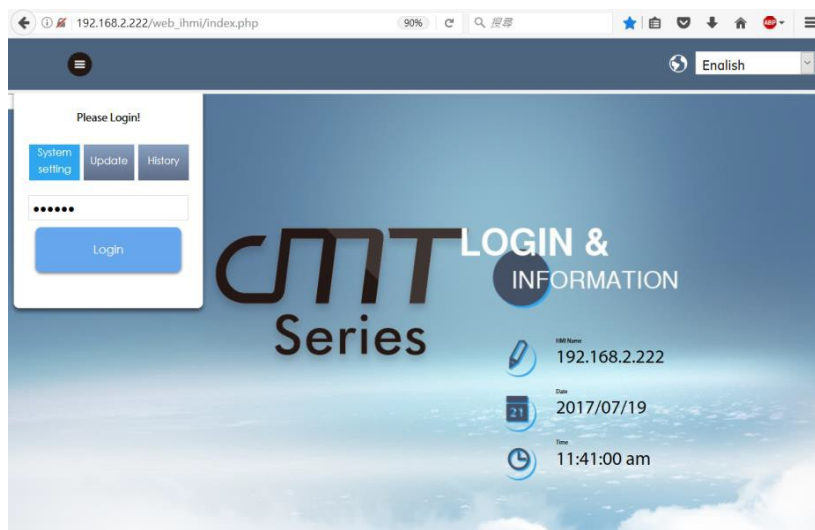 192.168.2.222/web_ihmi/index.php
90%
搜尋
ABP
English
Please Login!
System setting
Update
History
Login
cmT
Series
LOGIN &
INFORMATION
HMI Name
192.168.2.222
Date
21
2017/07/19
Time
11:41:00 am